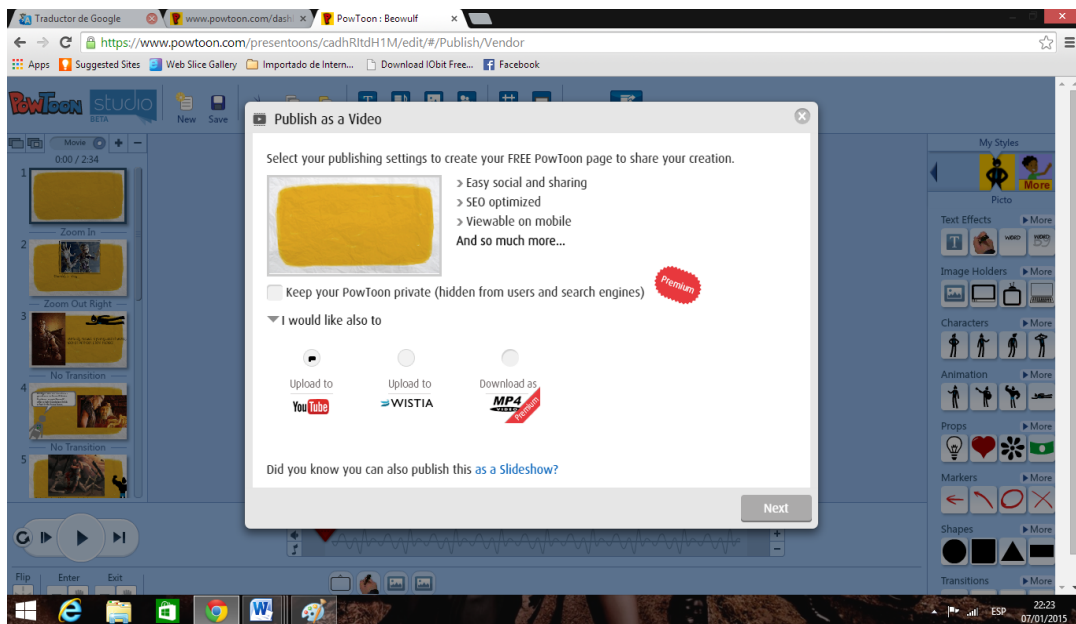 Traductor de Google
www.powtoon.com/dash
PowToon : Beowulf
https://www.powtoon.com/presentoons/cadhRItdH1M/edit/#/Publish/Vendor
Apps Suggested Sites Web Slice Gallery Importado de Intern... Download IObit Free... Facebook
PowToon studio
BETA
New Save
Movie
0:00 / 2:34
1
Zoom In
2
Zoom Out Right
3
No Transition
4
No Transition
5
Publish as a Video
Select your publishing settings to create your FREE PowToon page to share your creation.
> Easy social and sharing
> SEO optimized
> Viewable on mobile
And so much more...
Keep your PowToon private (hidden from users and search engines)
Premium
I would like also to
Upload to
YouTube
Upload to
WISTIA
Download as
MP4
VIDEO
Premium
Did you know you can also publish this as a Slideshow?
Next
My Styles
More
Picto
Text Effects More
Image Holders More
Characters More
Animation More
Props More
Markers More
Shapes More
Transitions More
Flip Enter Exit
ESP
22:23
07/01/2015